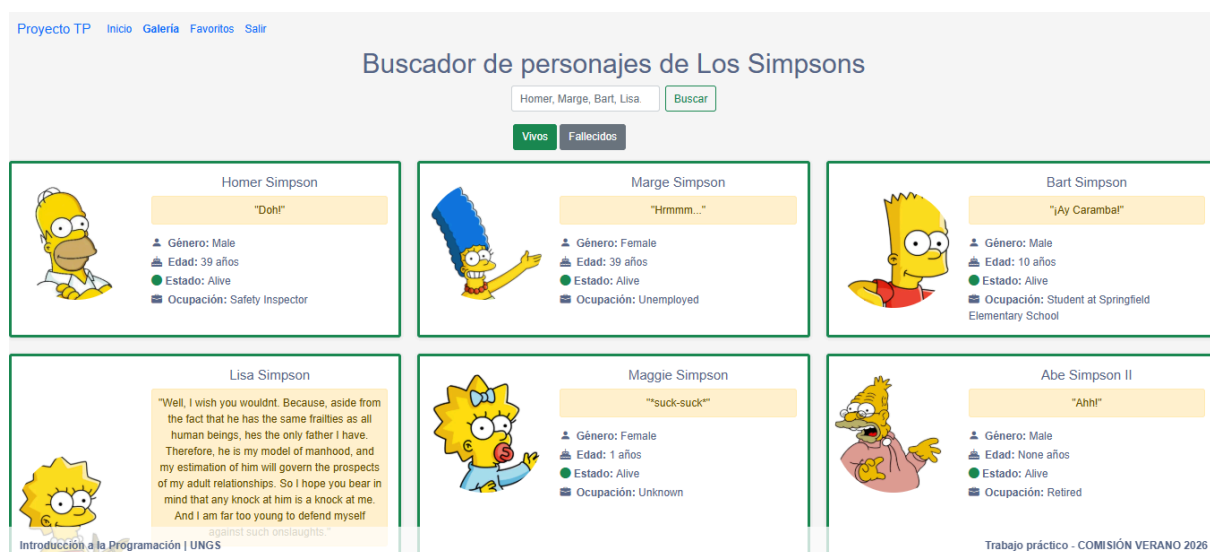 Proyecto TP Inicio Galería Favoritos Salir
Buscador de personajes de Los Simpsons
Homer, Marge, Bart, Lisa. Buscar
Vivos Fallecidos
Homer Simpson
"Doh!"
Género: Male
Edad: 39 años
Estado: Alive
Ocupación: Safety Inspector
Marge Simpson
"Hrmmm..."
Género: Female
Edad: 39 años
Estado: Alive
Ocupación: Unemployed
Bart Simpson
"¡Ay Caramba!"
Género: Male
Edad: 10 años
Estado: Alive
Ocupación: Student at Springfield
Elementary School
Lisa Simpson
"Well, I wish you wouldnt. Because, aside from
the fact that he has the same frailties as all
human beings, hes the only father I have.
Therefore, he is my model of manhood, and
my estimation of him will govern the prospects
of my adult relationships. So I hope you bear in
mind that any knock at him is a knock at me.
And I am far too young to defend myself
against such onslaughts."
Maggie Simpson
"*suck-suck*"
Género: Female
Edad: 1 años
Estado: Alive
Ocupación: Unknown
Abe Simpson II
"Ahh!"
Género: Male
Edad: None años
Estado: Alive
Ocupación: Retired
Introducción a la Programación | UNGS
Trabajo práctico - COMISIÓN VERANO 2026